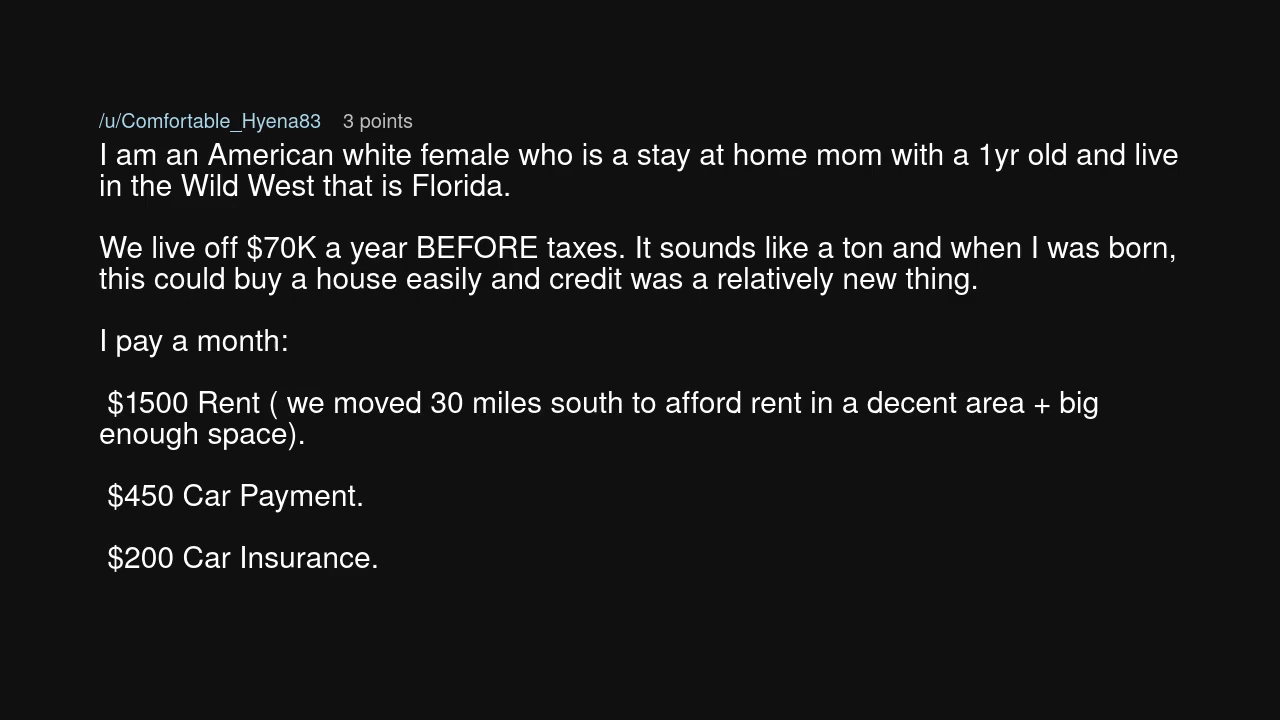 /u/Comfortable_Hyena83 3 points
I am an American white female who is a stay at home mom with a 1yr old and live
in the Wild West that is Florida.
We live off $70K a year BEFORE taxes. It sounds like a ton and when I was born,
this could buy a house easily and credit was a relatively new thing.
I pay a month:
$1500 Rent ( we moved 30 miles south to afford rent in a decent area + big
enough space).
$450 Car Payment.
$200 Car Insurance.